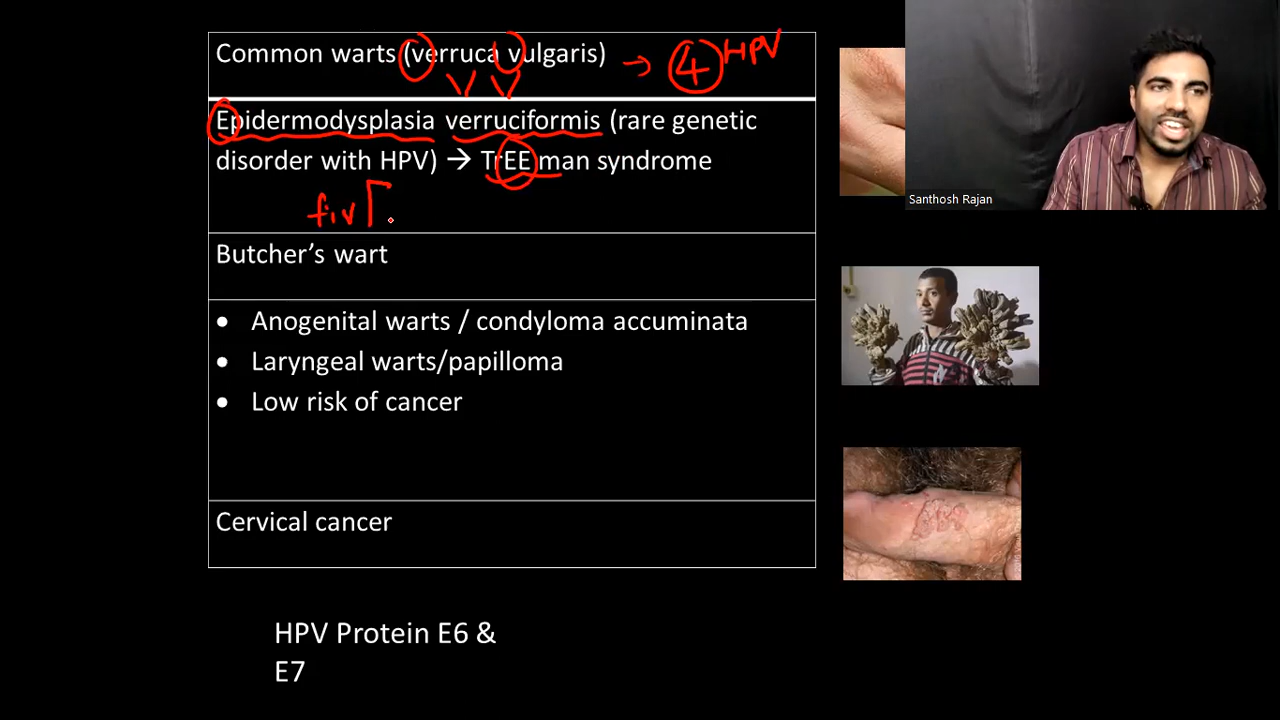 Common warts (verruca vulgaris) → 4 HPV
Epidermodysplasia verruciformis (rare genetic
disorder with HPV) → TrEE man syndrome
fiv
Butcher's wart
• Anogenital warts / condyloma accuminata
• Laryngeal warts/papilloma
• Low risk of cancer
Cervical cancer
HPV Protein E6 &
E7
Santhosh Rajan